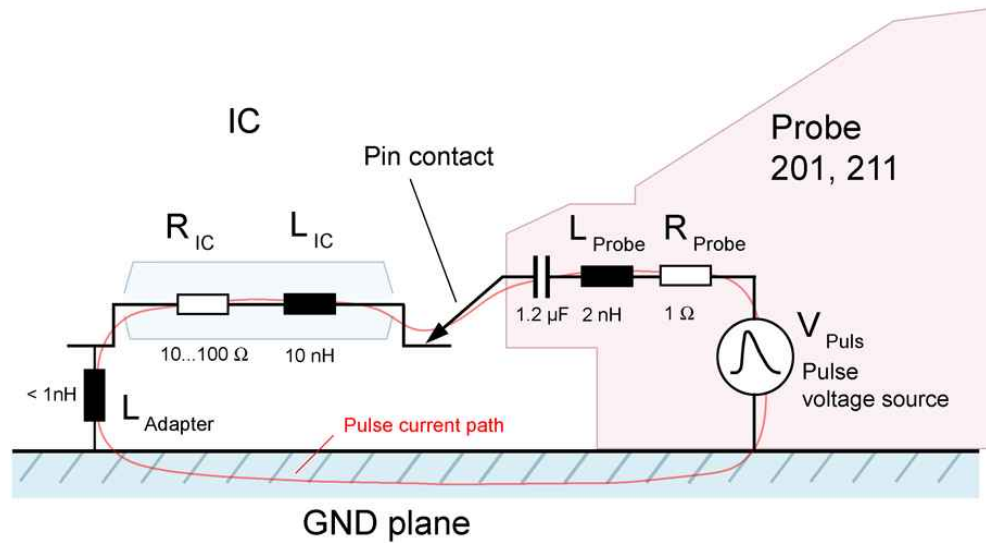 IC
Pin contact
Probe
201, 211
R IC
L IC
L Probe
R Probe
10...100 Ω
10 nH
1.2 µF
2 nH
1 Ω
V Puls
Pulse
voltage source
< 1nH
L Adapter
Pulse current path
GND plane